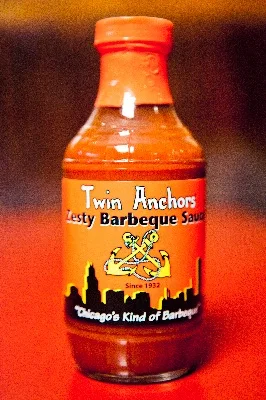 Twin Anchors
Zesty Barbeque Sauce
Since 1932
"Chicago's Kind of Barbeque"